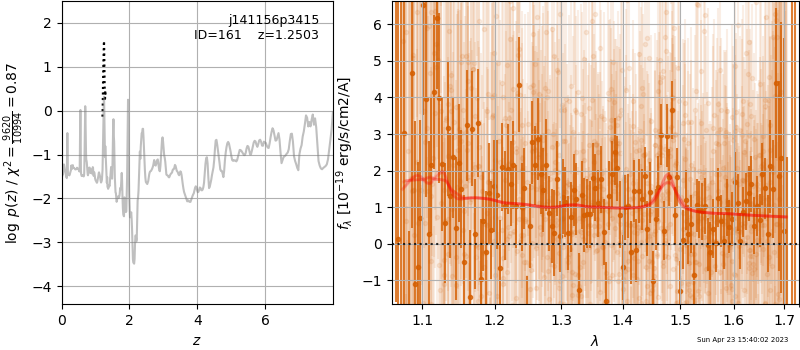 j141156p3415
ID=161 z=1.2503
log p(z) / χ² = 9620/10994 = 0.87
2
1
0
−1
−2
−3
−4
0 2 4 6
z
f_λ [10⁻¹⁹ erg/s/cm2/A]
6
5
4
3
2
1
0
−1
1.1 1.2 1.3 1.4 1.5 1.6 1.7
λ
Sun Apr 23 15:40:02 2023